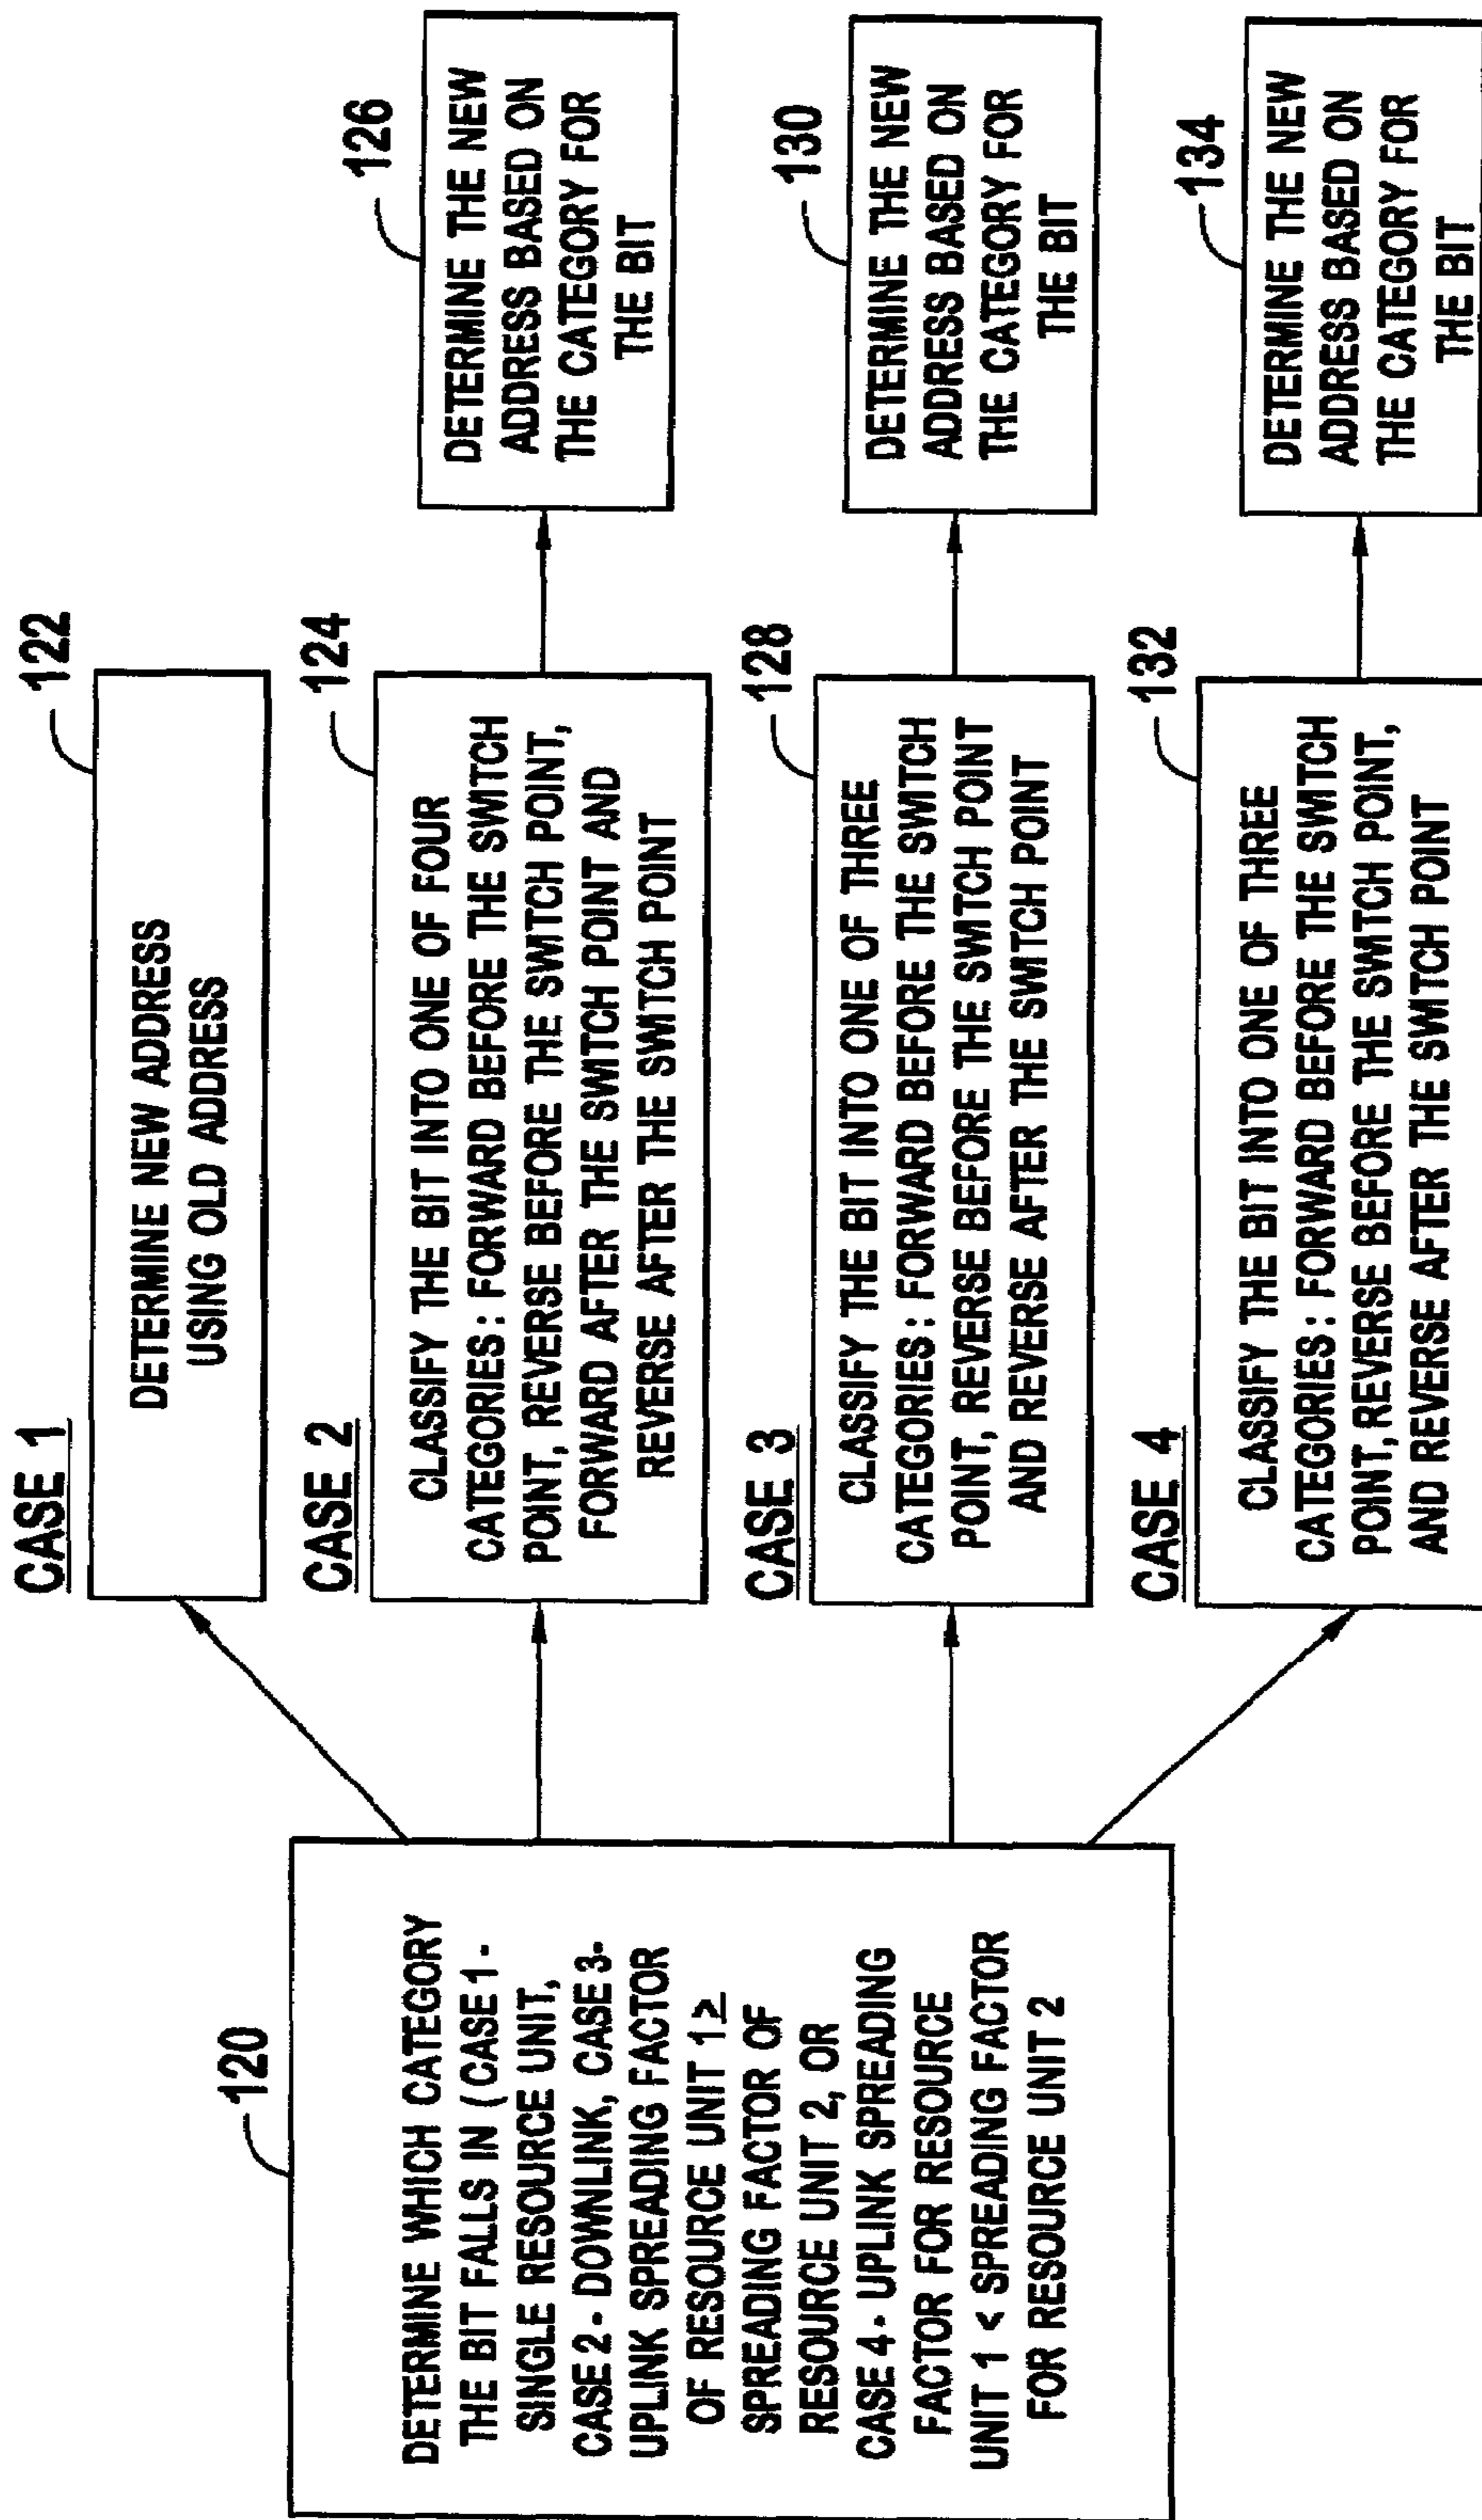 120
DETERMINE WHICH CATEGORY
THE BIT FALLS IN (CASE 1 -
SINGLE RESOURCE UNIT,
CASE 2 - DOWNLINK, CASE 3-
UPLINK SPREADING FACTOR
OF RESOURCE UNIT 1 ≥
SPREADING FACTOR OF
RESOURCE UNIT 2, OR
CASE 4 - UPLINK SPREADING
FACTOR FOR RESOURCE
UNIT 1 < SPREADING FACTOR
FOR RESOURCE UNIT 2
CASE 1
122
DETERMINE NEW ADDRESS
USING OLD ADDRESS
CASE 2
124
CLASSIFY THE BIT INTO ONE OF FOUR
CATEGORIES: FORWARD BEFORE THE SWITCH
POINT, REVERSE BEFORE THE SWITCH POINT,
FORWARD AFTER THE SWITCH POINT AND
REVERSE AFTER THE SWITCH POINT
126
DETERMINE THE NEW
ADDRESS BASED ON
THE CATEGORY FOR
THE BIT
CASE 3
128
CLASSIFY THE BIT INTO ONE OF THREE
CATEGORIES: FORWARD BEFORE THE SWITCH
POINT, REVERSE BEFORE THE SWITCH POINT
AND REVERSE AFTER THE SWITCH POINT
130
DETERMINE THE NEW
ADDRESS BASED ON
THE CATEGORY FOR
THE BIT
CASE 4
132
CLASSIFY THE BIT INTO ONE OF THREE
CATEGORIES: FORWARD BEFORE THE SWITCH
POINT, REVERSE BEFORE THE SWITCH POINT,
AND REVERSE AFTER THE SWITCH POINT
134
DETERMINE THE NEW
ADDRESS BASED ON
THE CATEGORY FOR
THE BIT